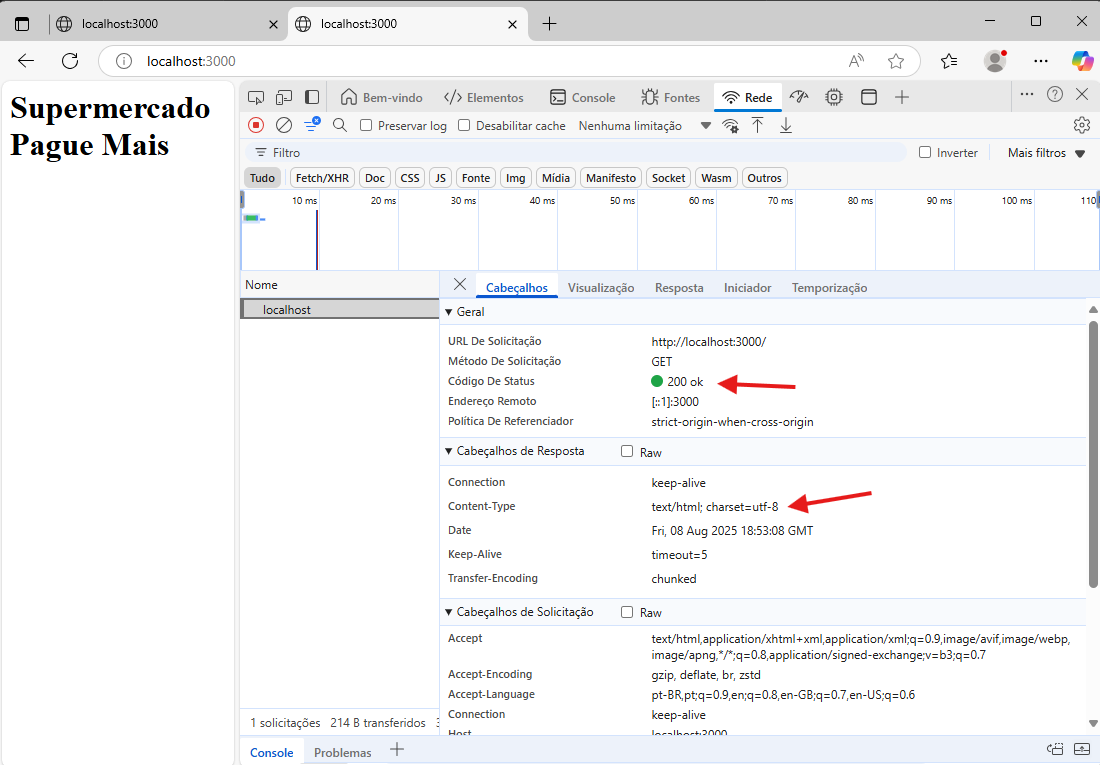 localhost:3000
localhost:3000
localhost:3000
Supermercado
Pague Mais
Bem-vindo
Elementos
Console
Fontes
Rede
Preservar log
Desabilitar cache
Nenhuma limitação
Filtro
Inverter
Mais filtros
Tudo
Fetch/XHR
Doc
CSS
JS
Fonte
Img
Mídia
Manifesto
Socket
Wasm
Outros
10 ms
20 ms
30 ms
40 ms
50 ms
60 ms
70 ms
80 ms
90 ms
100 ms
110
Nome
localhost
Cabeçalhos
Visualização
Resposta
Iniciador
Temporização
Geral
URL De Solicitação http://localhost:3000/
Método De Solicitação GET
Código De Status 200 ok
Endereço Remoto [::1]:3000
Política De Referenciador strict-origin-when-cross-origin
Cabeçalhos de Resposta Raw
Connection keep-alive
Content-Type text/html; charset=utf-8
Date Fri, 08 Aug 2025 18:53:08 GMT
Keep-Alive timeout=5
Transfer-Encoding chunked
Cabeçalhos de Solicitação Raw
Accept text/html,application/xhtml+xml,application/xml;q=0.9,image/avif,image/webp,
image/apng,*/*;q=0.8,application/signed-exchange;v=b3;q=0.7
Accept-Encoding gzip, deflate, br, zstd
Accept-Language pt-BR,pt;q=0.9,en;q=0.8,en-GB;q=0.7,en-US;q=0.6
Connection keep-alive
Host localhost:3000
1 solicitações 214 B transferidos
Console
Problemas